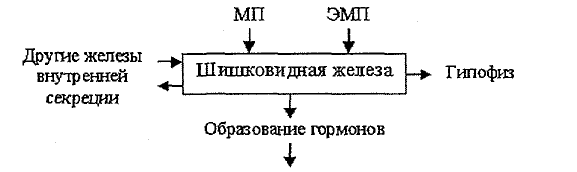 МП ЭМП
Другие железы
внутренней
секреции
Шишковидная железа
Гипофиз
Образование гормонов